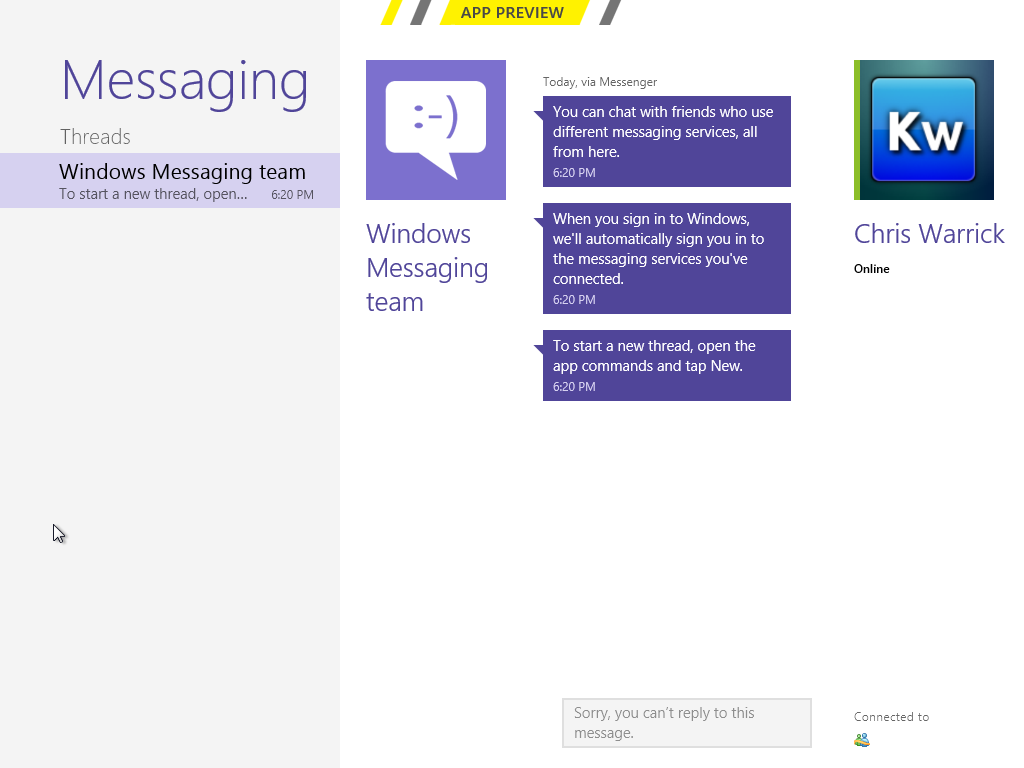 APP PREVIEW
Messaging
Threads
Windows Messaging team
To start a new thread, open... 6:20 PM
:-)
Windows
Messaging
team
Today, via Messenger
You can chat with friends who use
different messaging services, all
from here.
6:20 PM
When you sign in to Windows,
we'll automatically sign you in to
the messaging services you've
connected.
6:20 PM
To start a new thread, open the
app commands and tap New.
6:20 PM
Sorry, you can't reply to this
message.
Kw
Chris Warrick
Online
Connected to